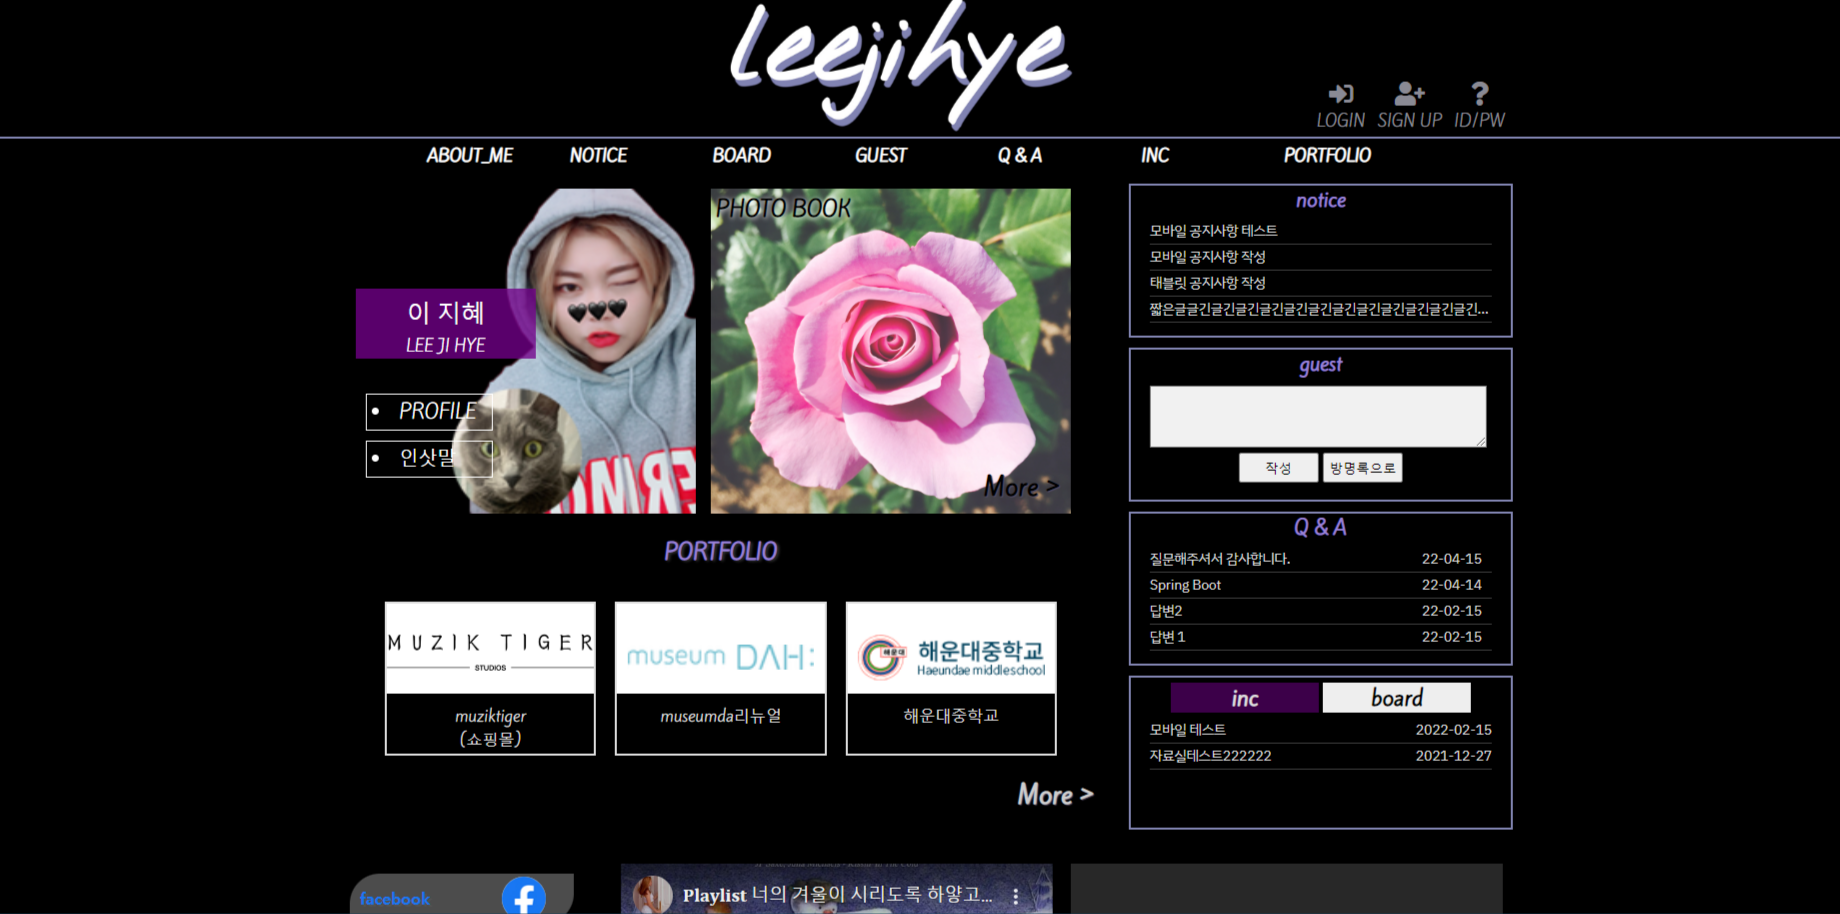 leejihye
LOGIN SIGN UP ID/PW
ABOUT_ME NOTICE BOARD GUEST Q & A INC PORTFOLIO
이 지혜
LEE JI HYE
PROFILE
인삿말
PHOTO BOOK
More >
PORTFOLIO
MUZIK TIGER
STUDIOS
muziktiger
(쇼핑몰)
museum DAH:
museumda리뉴얼
해운대
해운대중학교
Haeundae middleschool
해운대중학교
More >
notice
모바일 공지사항 테스트
모바일 공지사항 작성
태블릿 공지사항 작성
짧은글글긴글긴글긴글긴글긴글긴글긴글긴글긴글긴글긴글긴...
guest
작성 방명록으로
Q & A
질문해주셔서 감사합니다. 22-04-15
Spring Boot 22-04-14
답변2 22-02-15
답변 1 22-02-15
inc board
모바일 테스트 2022-02-15
자료실테스트222222 2021-12-27
facebook
Playlist 너의 겨울이 시리도록 하얗고...